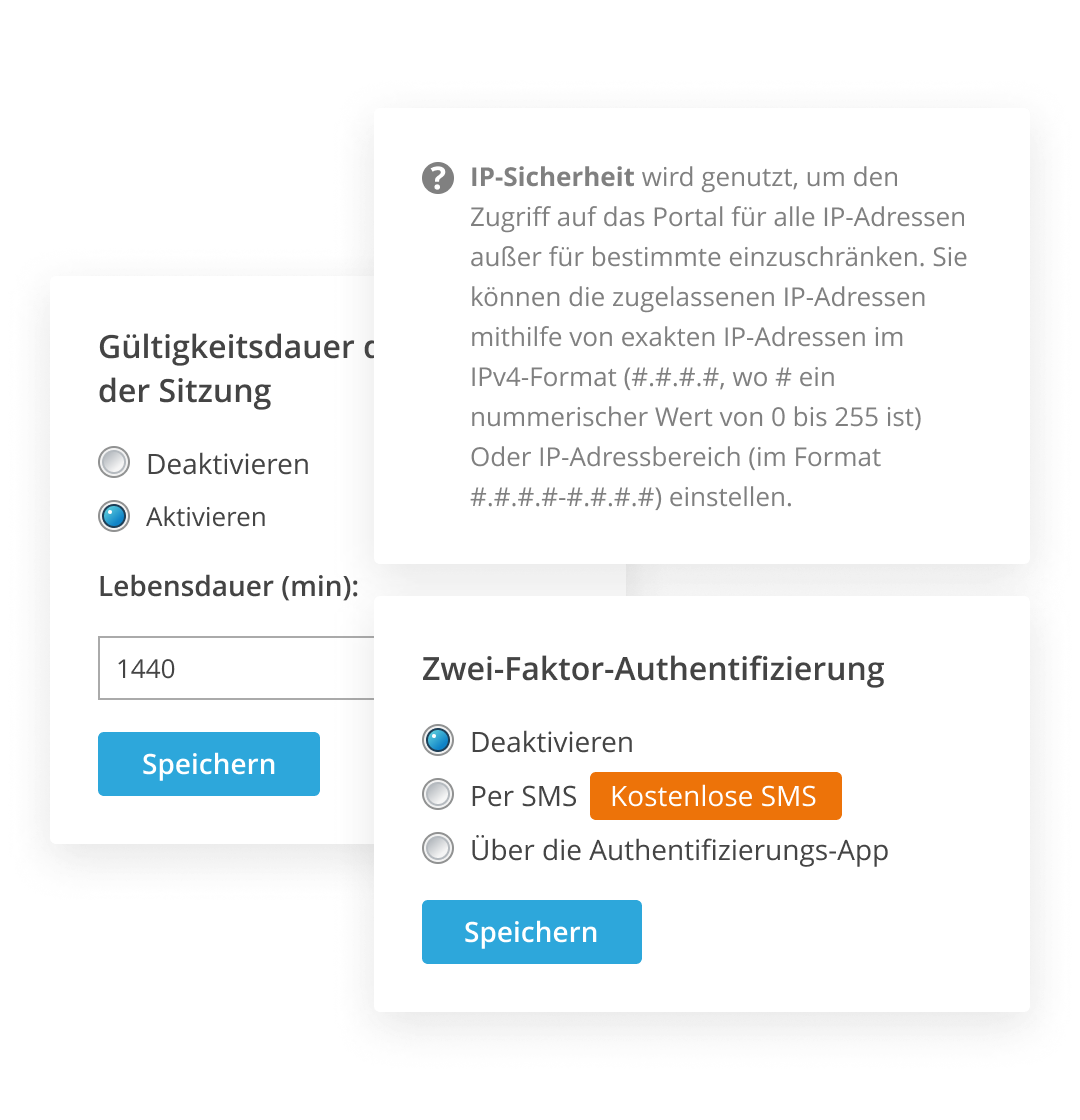 IP-Sicherheit wird genutzt, um den
Zugriff auf das Portal für alle IP-Adressen
außer für bestimmte einzuschränken. Sie
können die zugelassenen IP-Adressen
mithilfe von exakten IP-Adressen im
IPv4-Format (#.#.#.#, wo # ein
nummerischer Wert von 0 bis 255 ist)
Oder IP-Adressbereich (im Format
#.#.#.#-#.#.#.#) einstellen.
Gültigkeitsdauer
der Sitzung
Deaktivieren
Aktivieren
Lebensdauer (min):
1440
Speichern
Zwei-Faktor-Authentifizierung
Deaktivieren
Per SMS Kostenlose SMS
Über die Authentifizierungs-App
Speichern